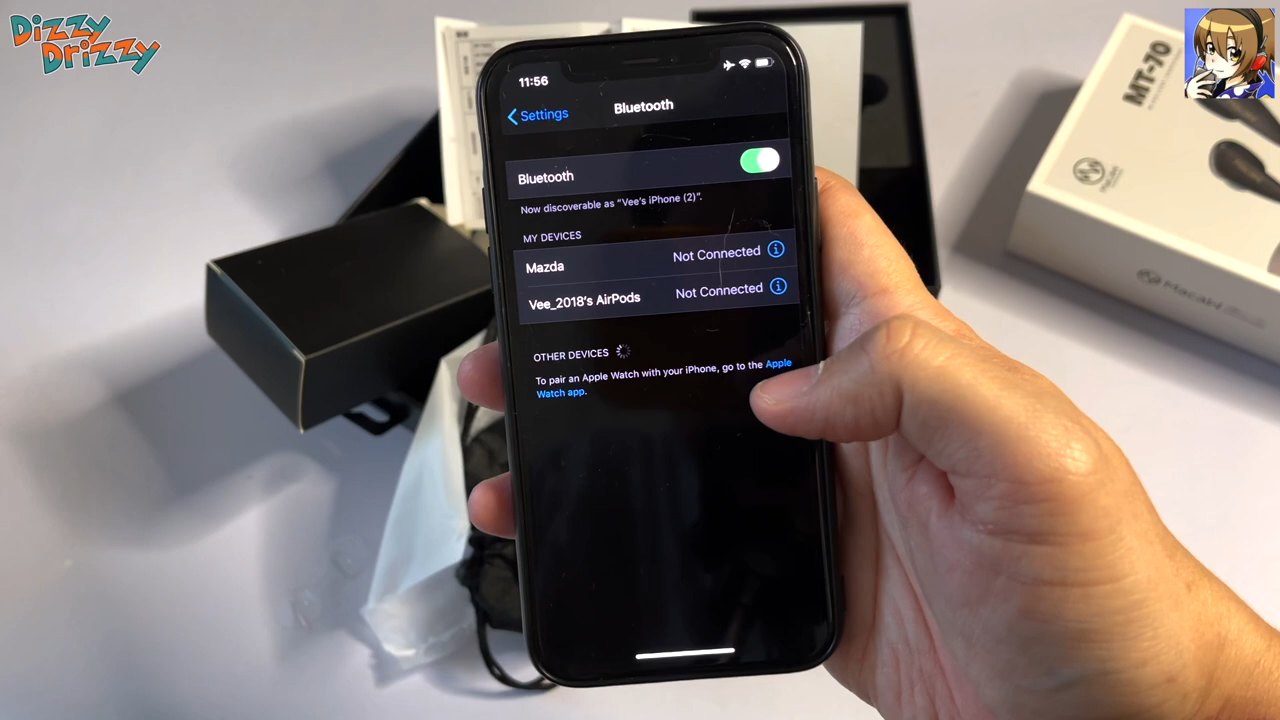 Dizzy
Drizzy
11:56
Settings
Bluetooth
Bluetooth
Now discoverable as “Vee's iPhone (2)”.
MY DEVICES
Mazda Not Connected
Vee_2018's AirPods Not Connected
OTHER DEVICES
To pair an Apple Watch with your iPhone, go to the Apple
Watch app.
MT-70